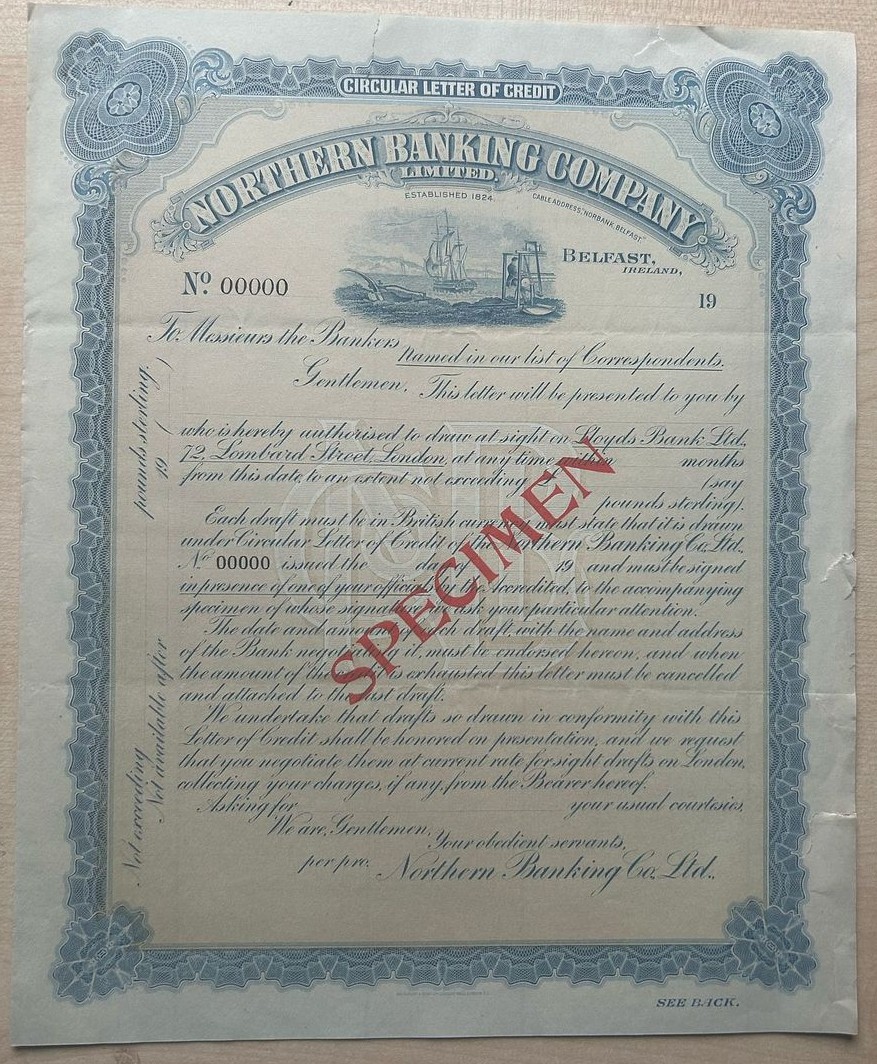 CIRCULAR LETTER OF CREDIT
NORTHERN BANKING COMPANY
LIMITED.
ESTABLISHED 1824.
CABLE ADDRESS, "NORBANK, BELFAST"
BELFAST,
IRELAND,
No 00000
19
To Messieurs the Bankers
Named in our list of Correspondents.
Gentlemen, This letter will be presented to you by
who is hereby authorised to draw at sight on Lloyds Bank Ltd.
72, Lombard Street, London, at any time within months
from this date, to an extent not exceeding (say
pounds sterling).
Each draft must be in British currency must state that it is drawn
under Circular Letter of Credit of the Northern Banking Co., Ltd.
No 00000 issued the day 19 and must be signed
in presence of one of your officials by the Accredited, to the accompanying
specimen of whose signature we ask your particular attention.
The date and amount of each draft, with the name and address
of the Bank negotiating it, must be endorsed hereon, and when
the amount of the is exhausted this letter must be cancelled
and attached to the last draft.
We undertake that drafts so drawn in conformity with this
Letter of Credit shall be honored on presentation, and we request
that you negotiate them at current rate for sight drafts on London,
collecting your charges, if any, from the Bearer hereof.
Asking for your usual courtesies,
We are, Gentlemen,
Your obedient servants,
per pro. Northern Banking Co., Ltd.
SPECIMEN
Not exceeding pounds sterling.
Not available after 19
SEE BACK.